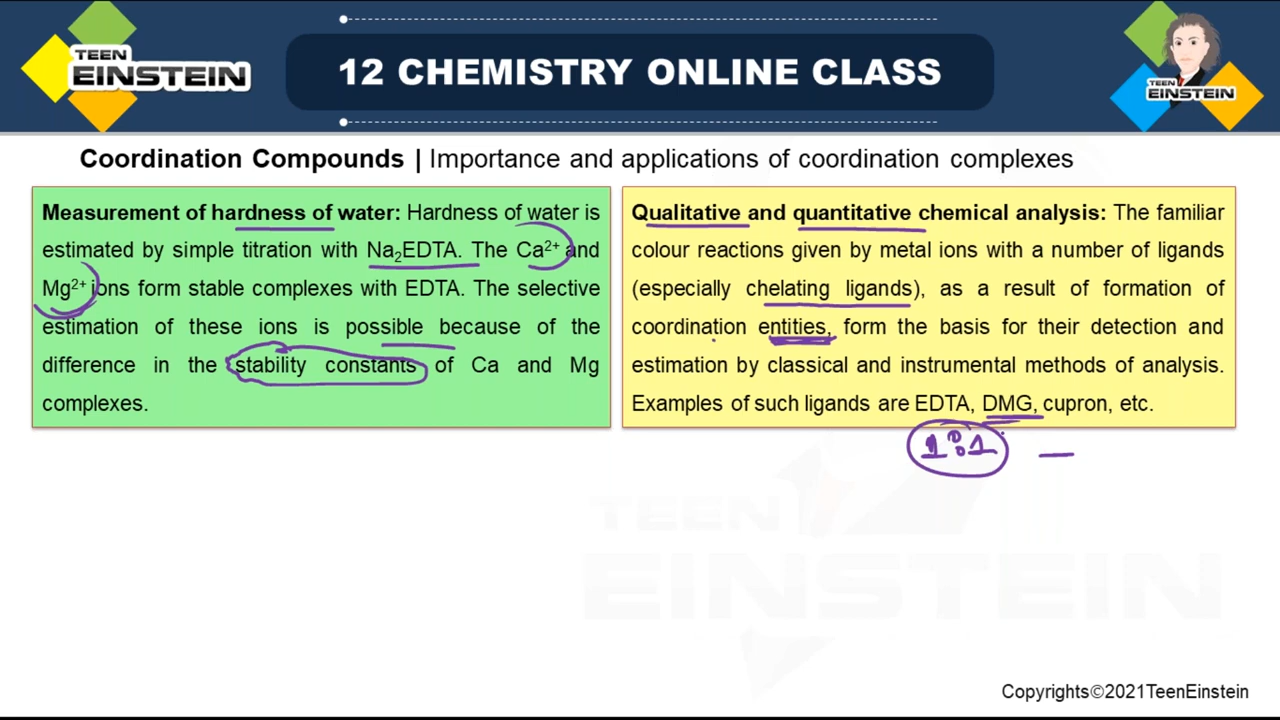 TEEN
EINSTEIN
12 CHEMISTRY ONLINE CLASS
TEEN
EINSTEIN
Coordination Compounds | Importance and applications of coordination complexes
Measurement of hardness of water: Hardness of water is
estimated by simple titration with Na₂EDTA. The Ca²⁺ and
Mg²⁺ ions form stable complexes with EDTA. The selective
estimation of these ions is possible because of the
difference in the stability constants of Ca and Mg
complexes.
Qualitative and quantitative chemical analysis: The familiar
colour reactions given by metal ions with a number of ligands
(especially chelating ligands), as a result of formation of
coordination entities, form the basis for their detection and
estimation by classical and instrumental methods of analysis.
Examples of such ligands are EDTA, DMG, cupron, etc.
1:1
TEEN
EINSTEIN
Copyrights©2021TeenEinstein